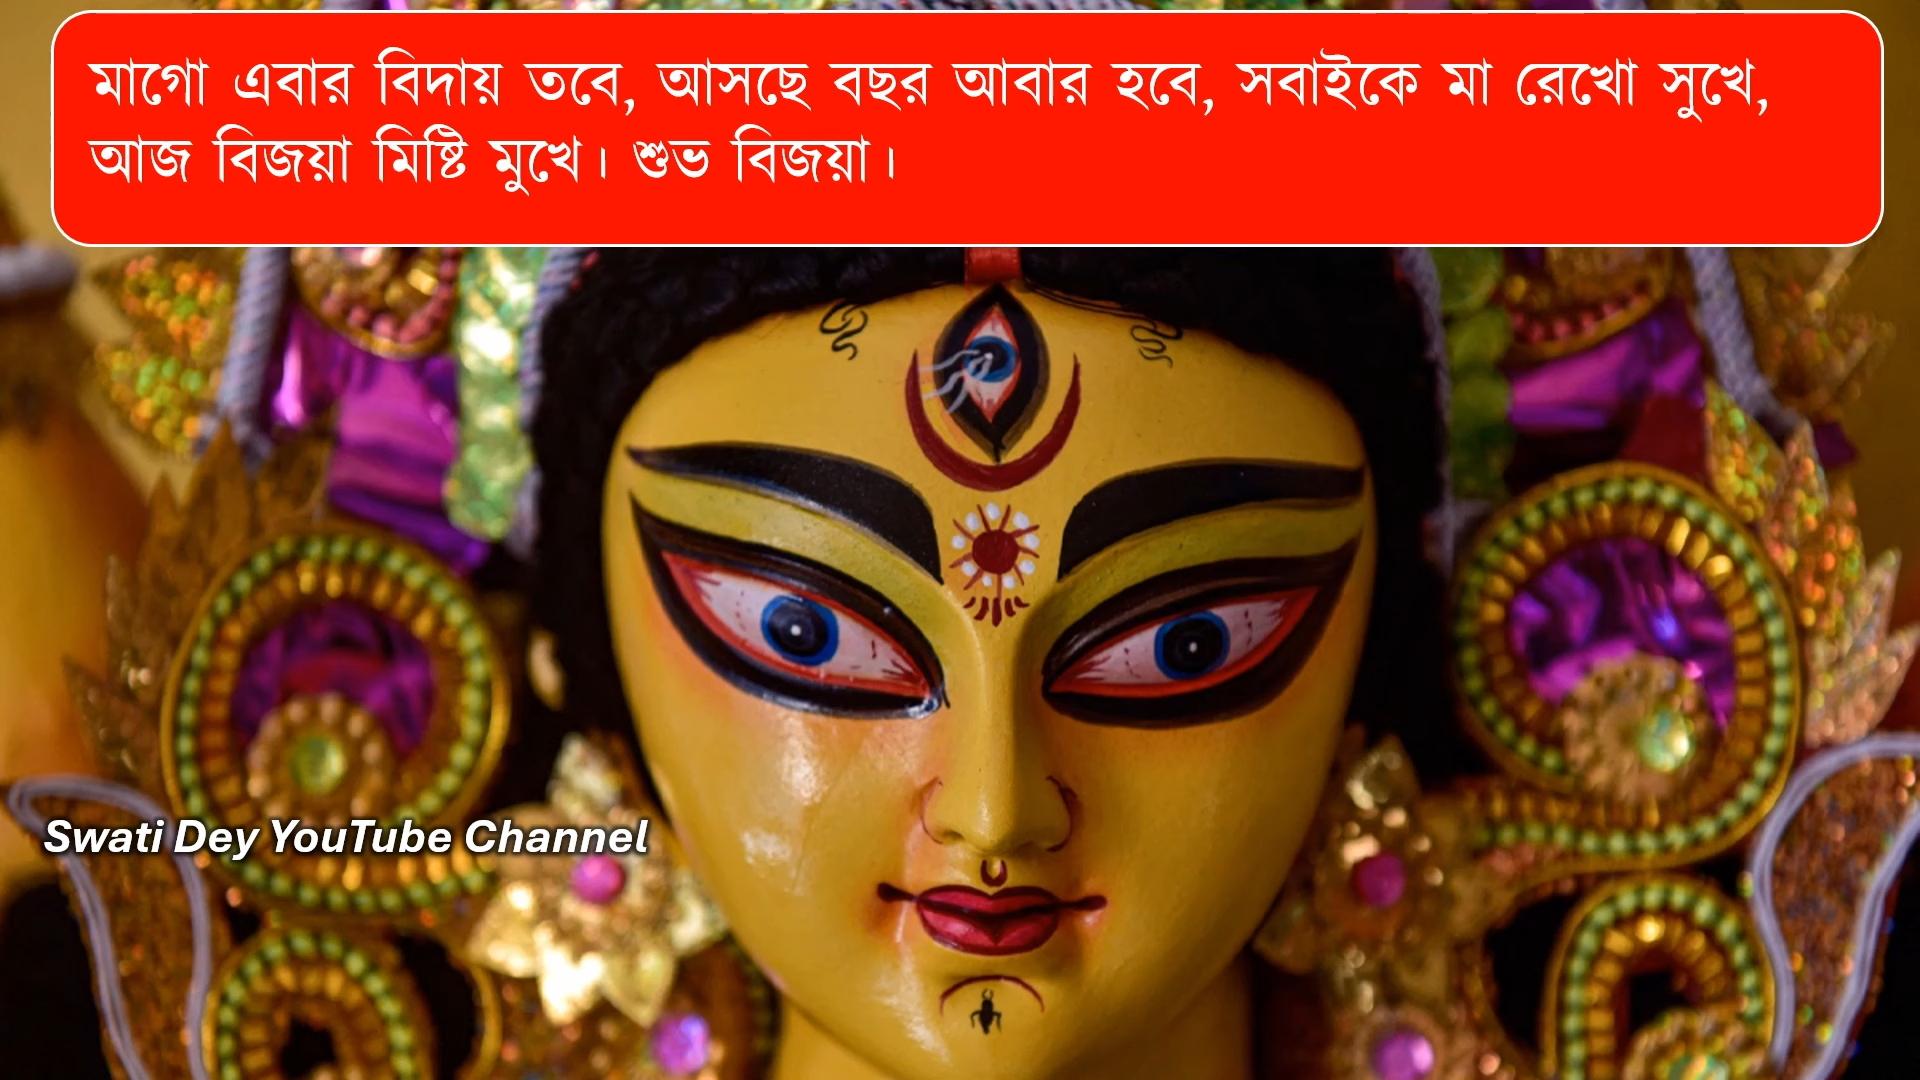 মাগো এবার বিদায় তবে, আসছে বছর আবার হবে, সবাইকে মা রেখো সুখে,
আজ বিজয়া মিষ্টি মুখে। শুভ বিজয়া।
Swati Dey YouTube Channel